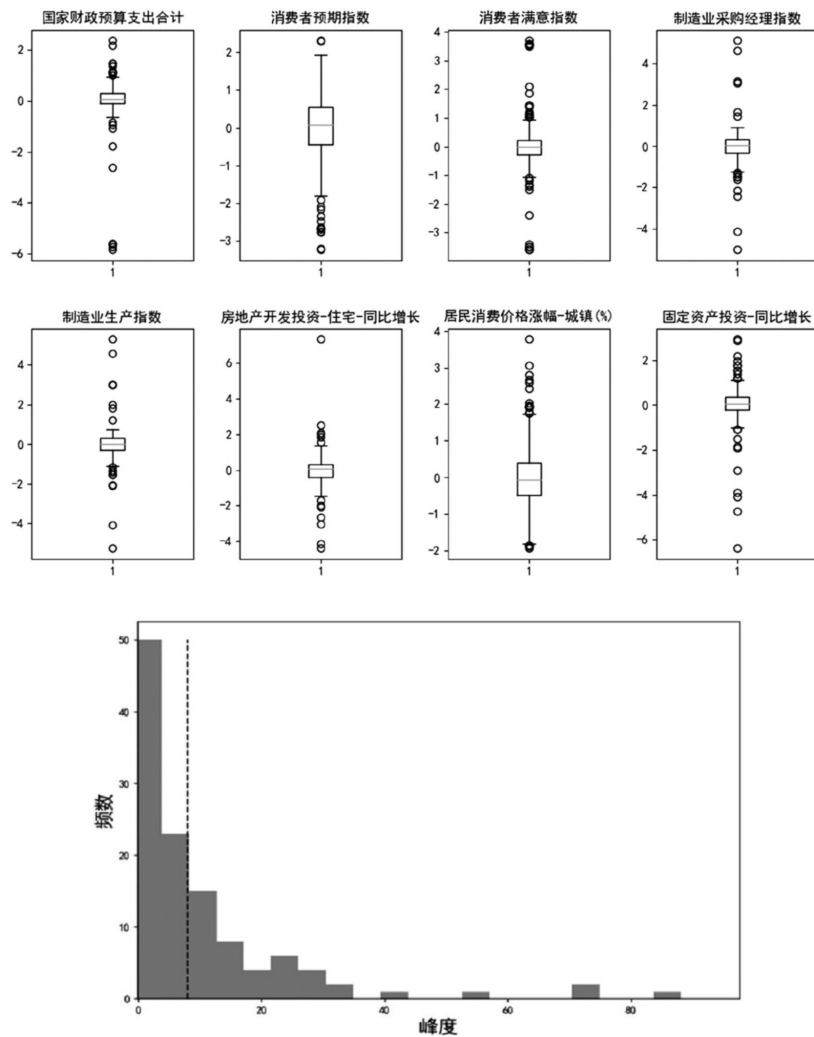 国家财政预算支出合计 消费者预期指数 消费者满意指数 制造业采购经理指数
2 0 -2 -4 -6 1
2 1 0 -1 -2 -3 1
4 3 2 1 0 -1 -2 -3 1
4 2 0 -2 -4 1
制造业生产指数 房地产开发投资-住宅-同比增长 居民消费价格涨幅-城镇(%) 固定资产投资-同比增长
4 2 0 -2 -4 1
6 4 2 0 -2 -4 1
4 3 2 1 0 -1 -2 1
2 0 -2 -4 -6 1
频数
50
40
30
20
10
0
0 20 40 60 80
峰度